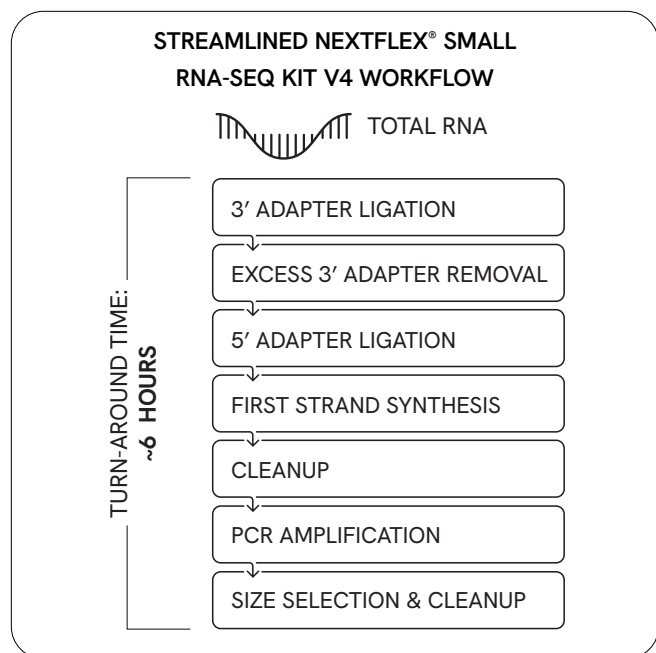 STREAMLINED NEXTFLEX® SMALL
RNA-SEQ KIT V4 WORKFLOW
TOTAL RNA
TURN-AROUND TIME:
~6 HOURS
3′ ADAPTER LIGATION
EXCESS 3′ ADAPTER REMOVAL
5′ ADAPTER LIGATION
FIRST STRAND SYNTHESIS
CLEANUP
PCR AMPLIFICATION
SIZE SELECTION & CLEANUP